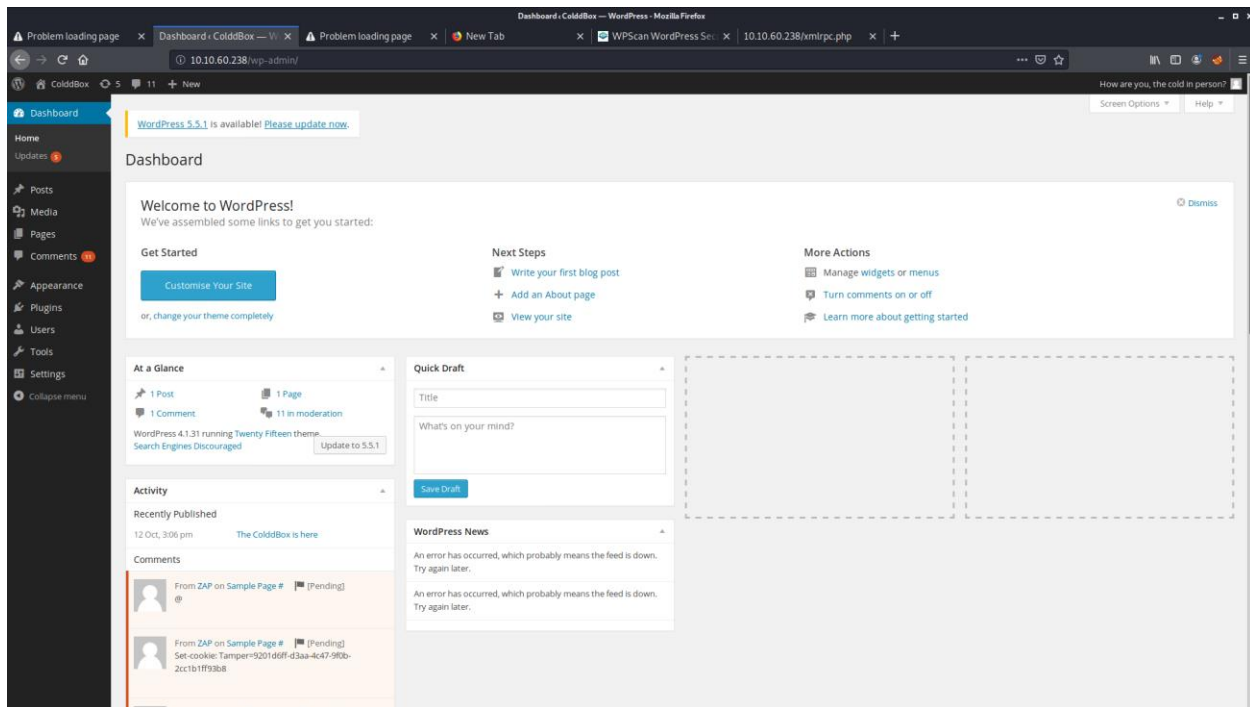 Dashboard ‹ ColddBox — WordPress - Mozilla Firefox
Problem loading page
Dashboard ‹ ColddBox — W
Problem loading page
New Tab
WPScan WordPress Sec
10.10.60.238/xmlrpc.php
10.10.60.238/wp-admin/
ColddBox 5 11 + New
How are you, the cold in person?
Screen Options Help
Dashboard
Home
Updates 5
Posts
Media
Pages
Comments 11
Appearance
Plugins
Users
Tools
Settings
Collapse menu
WordPress 5.5.1 is available! Please update now.
Dashboard
Welcome to WordPress!
We've assembled some links to get you started:
Dismiss
Get Started
Customise Your Site
or, change your theme completely
Next Steps
Write your first blog post
Add an About page
View your site
More Actions
Manage widgets or menus
Turn comments on or off
Learn more about getting started
At a Glance
1 Post 1 Page
1 Comment 11 in moderation
WordPress 4.1.31 running Twenty Fifteen theme.
Search Engines Discouraged
Update to 5.5.1
Activity
Recently Published
12 Oct, 3:06 pm The ColddBox is here
Comments
From ZAP on Sample Page # [Pending]
@
From ZAP on Sample Page # [Pending]
Set-cookie: Tamper=9201d6ff-d3aa-4c47-9f0b-
2cc1b1ff93b8
Quick Draft
Title
What's on your mind?
Save Draft
WordPress News
An error has occurred, which probably means the feed is down.
Try again later.
An error has occurred, which probably means the feed is down.
Try again later.